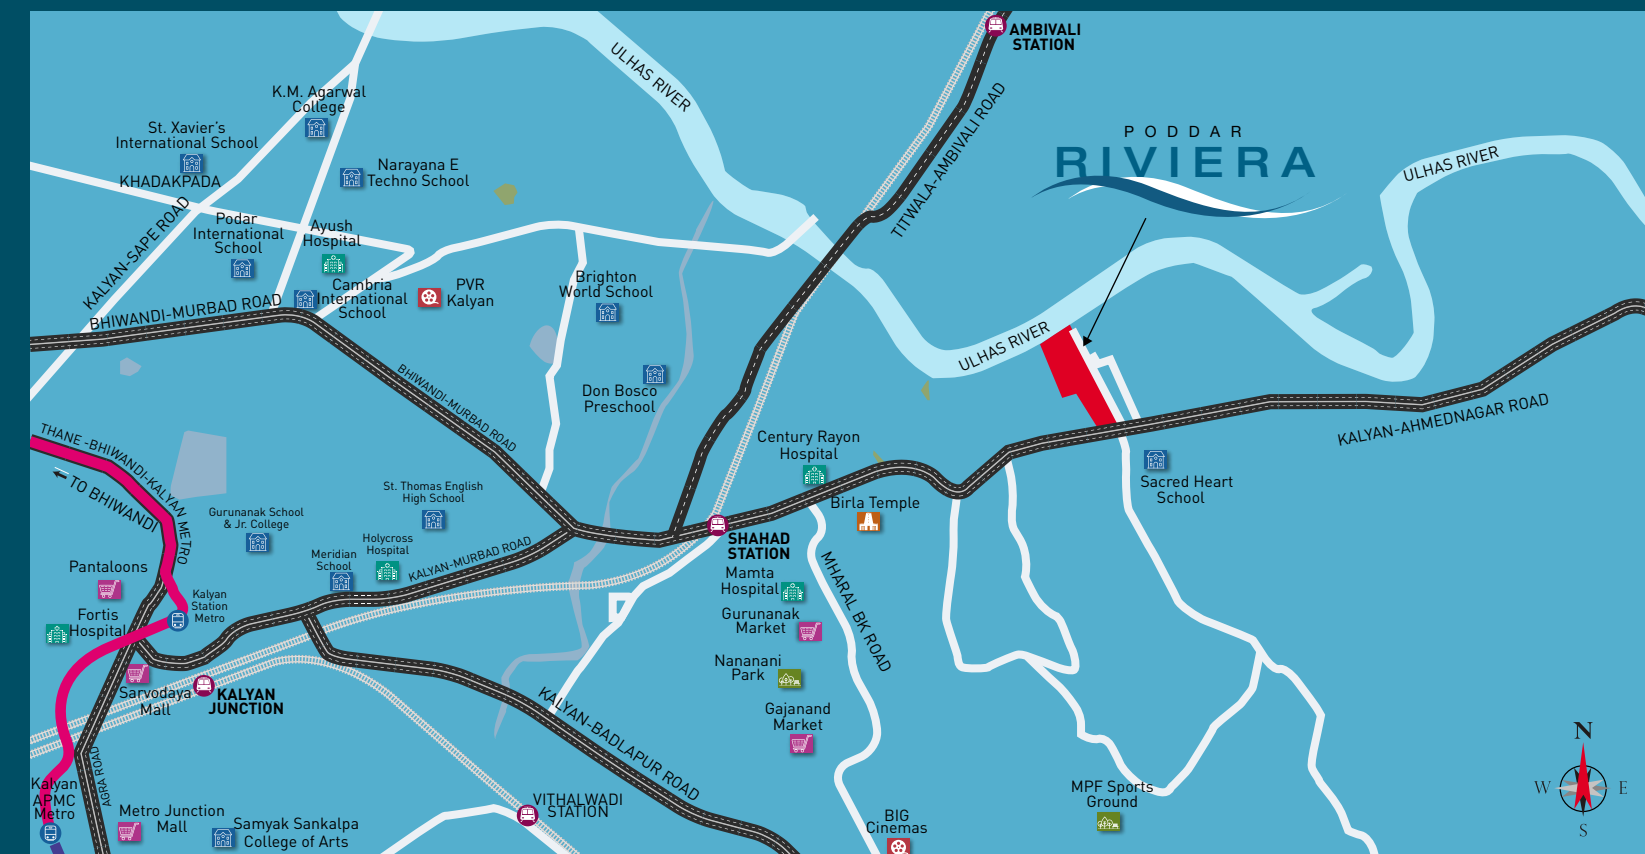 AMBIVALI
STATION
ULHAS RIVER
K.M. Agarwal
College
St. Xavier's
International School
KHADAKPADA
Narayana E
Techno School
TITWALA-AMBIVALI ROAD
PODDAR
RIVIERA
ULHAS RIVER
KALYAN-SAPE ROAD
Podar
International
School
Ayush
Hospital
Cambria
International
School
PVR
Kalyan
Brighton
World School
BHIWANDI-MURBAD ROAD
ULHAS RIVER
BHIWANDI-MURBAD ROAD
Don Bosco
Preschool
KALYAN-AHMEDNAGAR ROAD
THANE -BHIWANDI-KALYAN METRO
TO BHIWANDI
Century Rayon
Hospital
Birla Temple
Sacred Heart
School
St. Thomas English
High School
Gurunanak School
& Jr. College
Holycross
Hospital
Meridian
School
KALYAN-MURBAD ROAD
SHAHAD
STATION
Pantaloons
Kalyan
Station
Metro
Fortis
Hospital
Mamta
Hospital
Gurunanak
Market
MHARAL BK ROAD
Nananani
Park
Sarvodaya
Mall
KALYAN
JUNCTION
Gajanand
Market
KALYAN-BADLAPUR ROAD
AGRA ROAD
Kalyan
APMC
Metro
Metro Junction
Mall
Samyak Sankalpa
College of Arts
VITHALWADI
STATION
BIG
Cinemas
MPF Sports
Ground
N
W
E
S